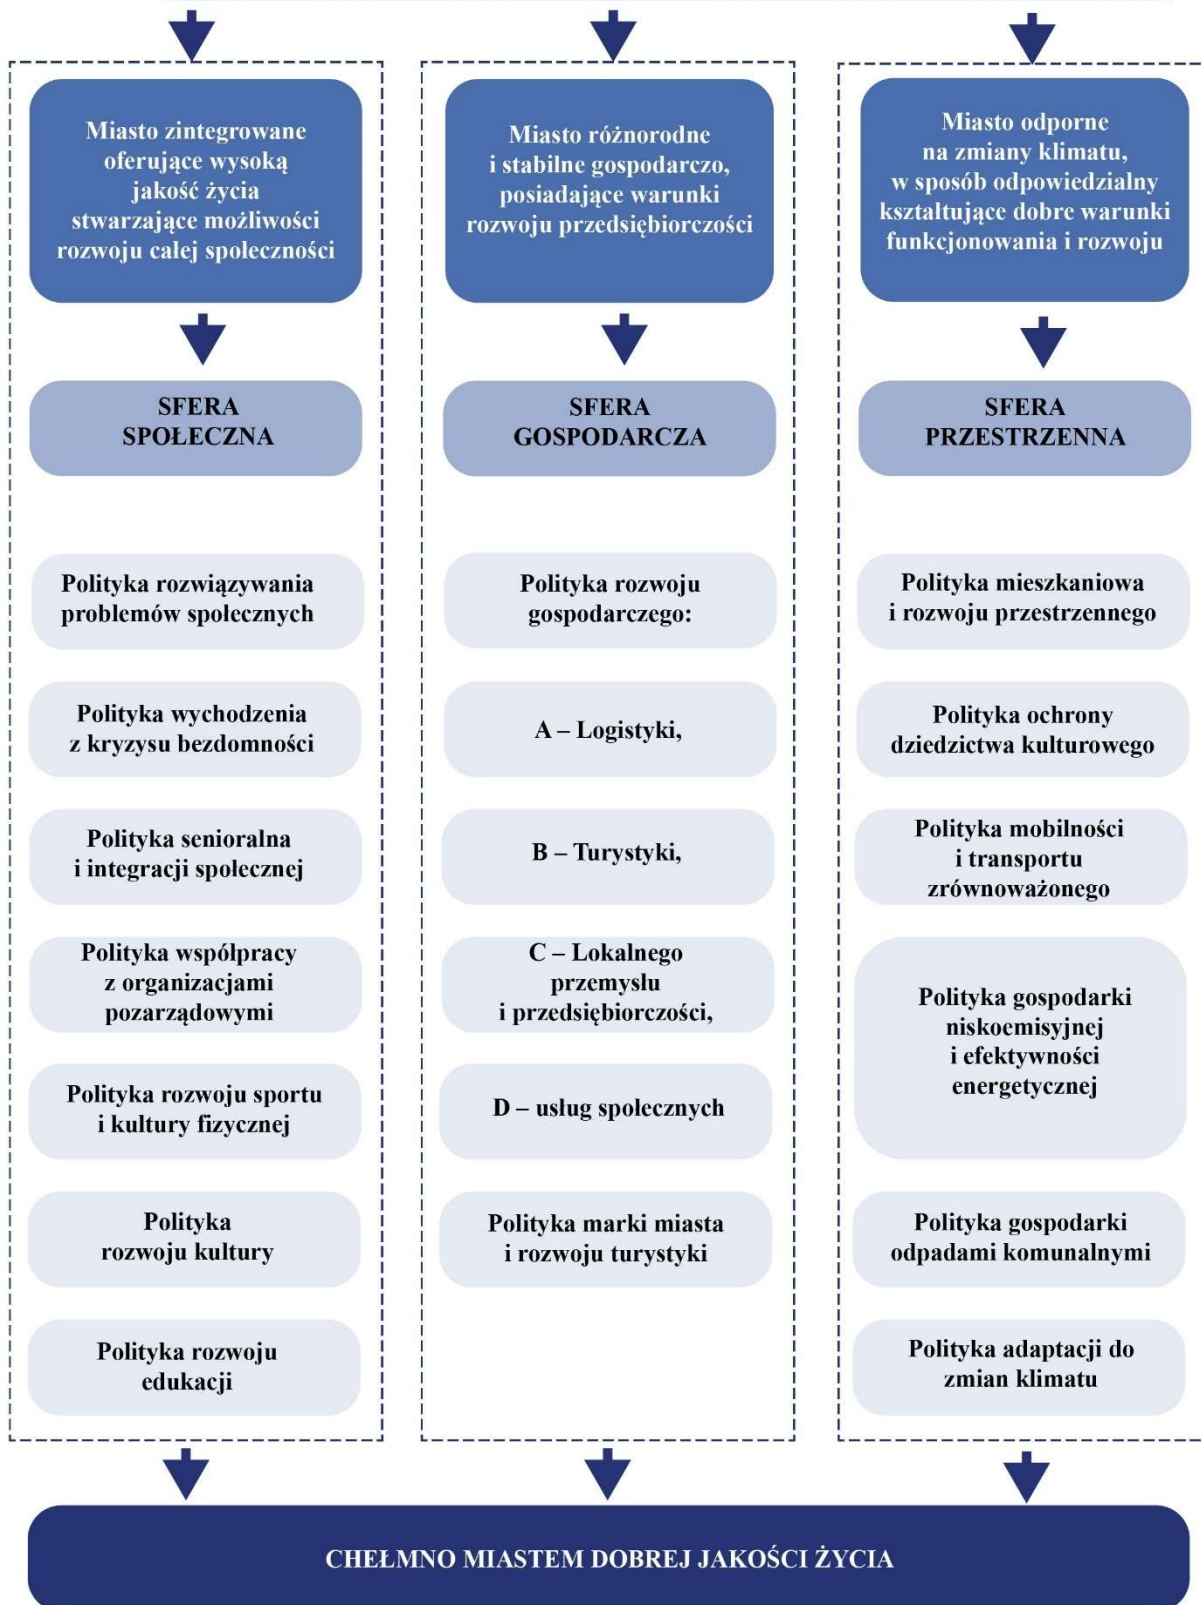 Miasto zintegrowane
oferujące wysoką
jakość życia
stwarzające możliwości
rozwoju całej społeczności
SFERA
SPOŁECZNA
Polityka rozwiązywania
problemów społecznych
Polityka wychodzenia
z kryzysu bezdomności
Polityka senioralna
i integracji społecznej
Polityka współpracy
z organizacjami
pozarządowymi
Polityka rozwoju sportu
i kultury fizycznej
Polityka
rozwoju kultury
Polityka rozwoju
edukacji
Miasto różnorodne
i stabilne gospodarczo,
posiadające warunki
rozwoju przedsiębiorczości
SFERA
GOSPODARCZA
Polityka rozwoju
gospodarczego:
A – Logistyki,
B – Turystyki,
C – Lokalnego
przemysłu
i przedsiębiorczości,
D – usług społecznych
Polityka marki miasta
i rozwoju turystyki
Miasto odporne
na zmiany klimatu,
w sposób odpowiedzialny
kształtujące dobre warunki
funkcjonowania i rozwoju
SFERA
PRZESTRZENNA
Polityka mieszkaniowa
i rozwoju przestrzennego
Polityka ochrony
dziedzictwa kulturowego
Polityka mobilności
i transportu
zrównoważonego
Polityka gospodarki
niskoemisyjnej
i efektywności
energetycznej
Polityka gospodarki
odpadami komunalnymi
Polityka adaptacji do
zmian klimatu
CHEŁMNO MIASTEM DOBREJ JAKOŚCI ŻYCIA